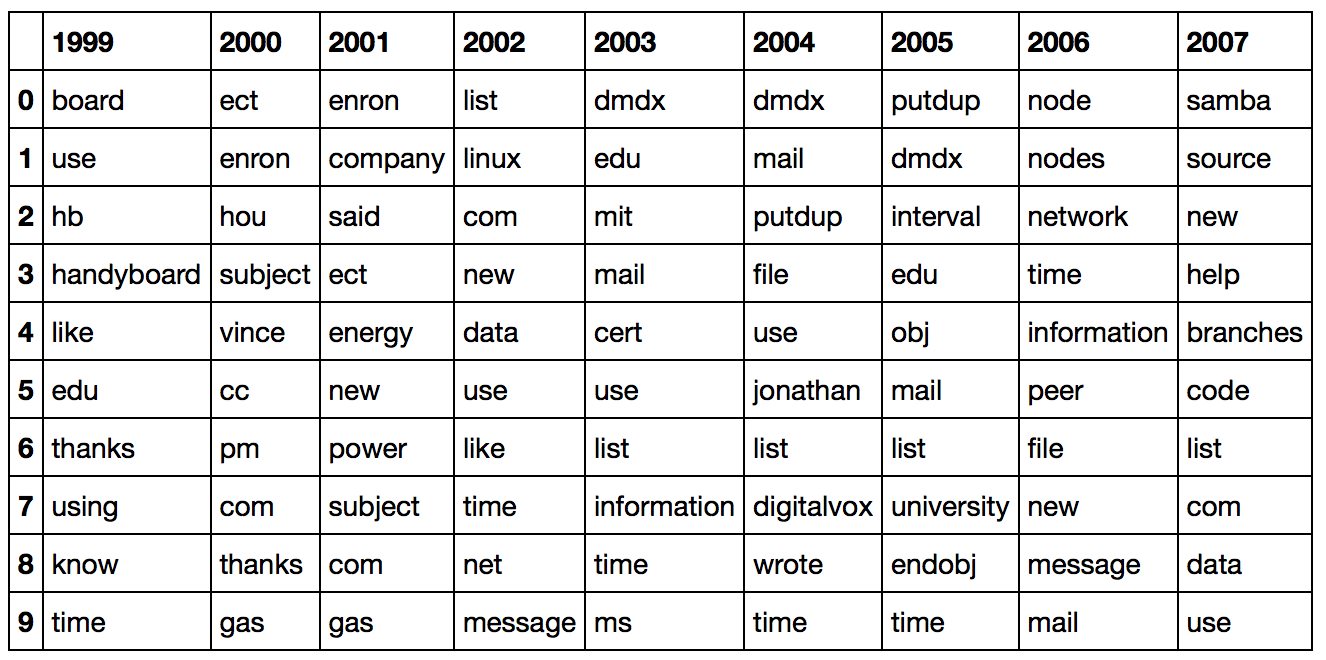 1999 2000 2001 2002 2003 2004 2005 2006 2007
0 board ect enron list dmdx dmdx putdup node samba
1 use enron company linux edu mail dmdx nodes source
2 hb hou said com mit putdup interval network new
3 handyboard subject ect new mail file edu time help
4 like vince energy data cert use obj information branches
5 edu cc new use use jonathan mail peer code
6 thanks pm power like list list list file list
7 using com subject time information digitalvox university new com
8 know thanks com net time wrote endobj message data
9 time gas gas message ms time time mail use